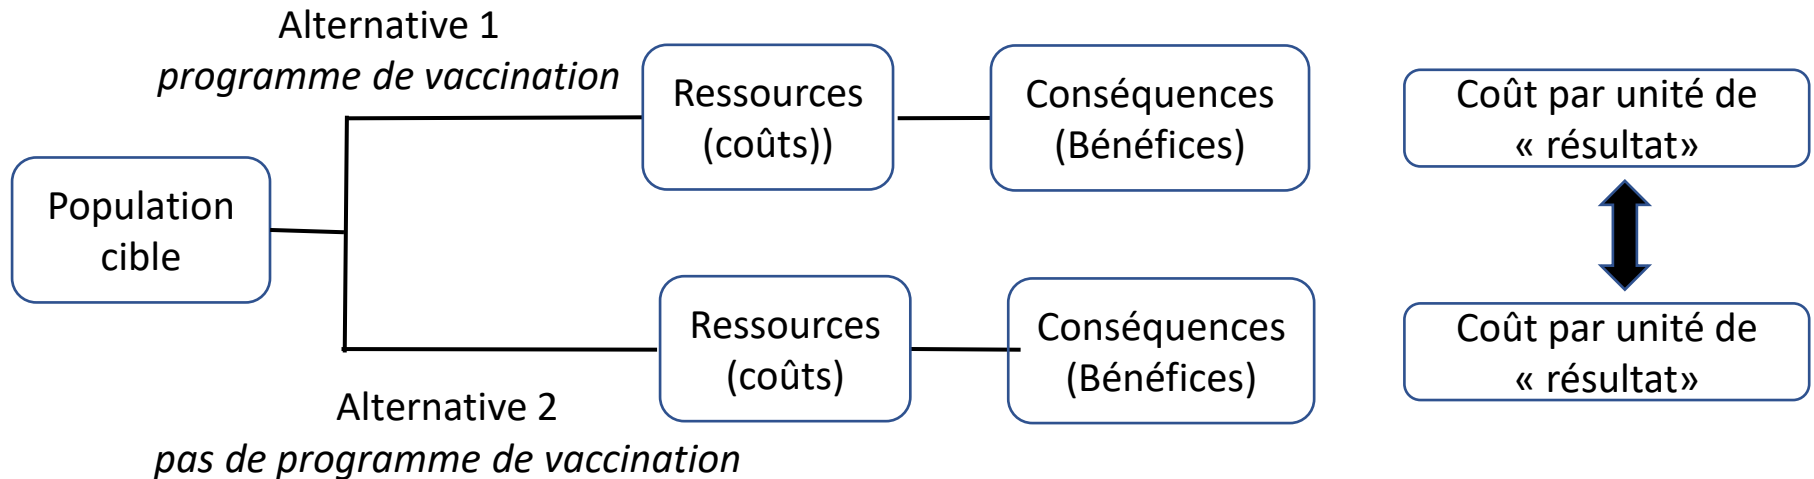 Alternative 1
programme de vaccination
Ressources
(coûts))
Conséquences
(Bénéfices)
Coût par unité de
« résultat»
Population
cible
Ressources
(coûts)
Conséquences
(Bénéfices)
Coût par unité de
« résultat»
Alternative 2
pas de programme de vaccination